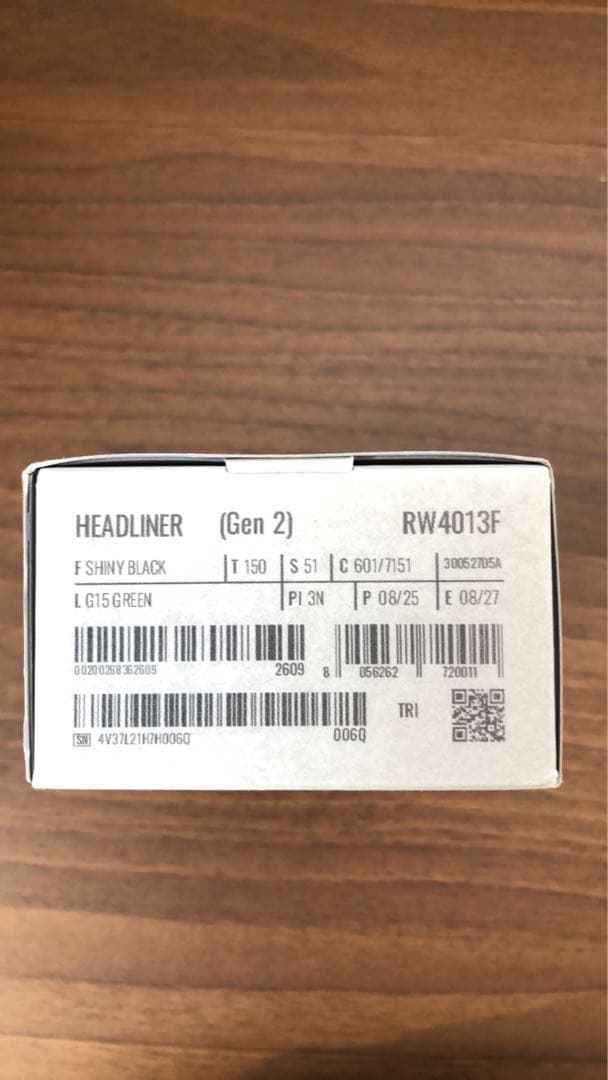 HEADLINER (Gen 2) RW4013F
F SHINY BLACK T 150 S 51 C 601/7151 30052705A
L G15 GREEN PI 3N P 08/25 E 08/27
00200268362609 2609 8 056262 720011
SN 4V37L21H7H006Q 006Q TRI